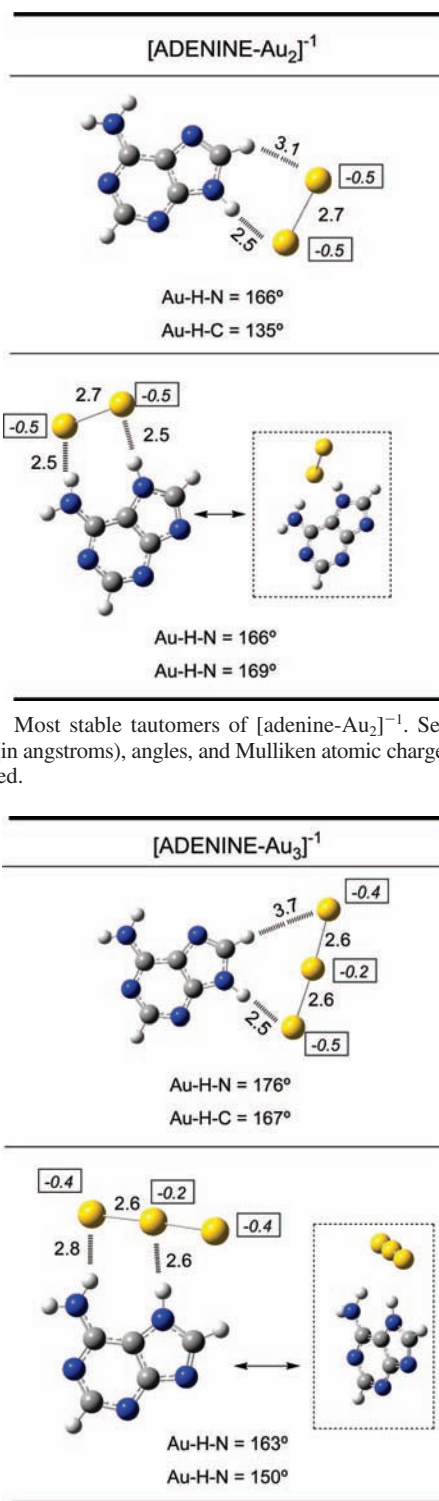 [ADENINE-Au₂]⁻¹
3.1
-0.5
2.7
2.5
-0.5
Au-H-N = 166º
Au-H-C = 135º
2.7
-0.5
-0.5
2.5
2.5
Au-H-N = 166º
Au-H-N = 169º
Most stable tautomers of [adenine-Au₂]⁻¹. Se
in angstroms), angles, and Mulliken atomic charge
ed.
[ADENINE-Au₃]⁻¹
-0.4
3.7
2.6
-0.2
2.6
2.5
-0.5
Au-H-N = 176º
Au-H-C = 167º
-0.4
2.6
-0.2
-0.4
2.8
2.6
Au-H-N = 163º
Au-H-N = 150º